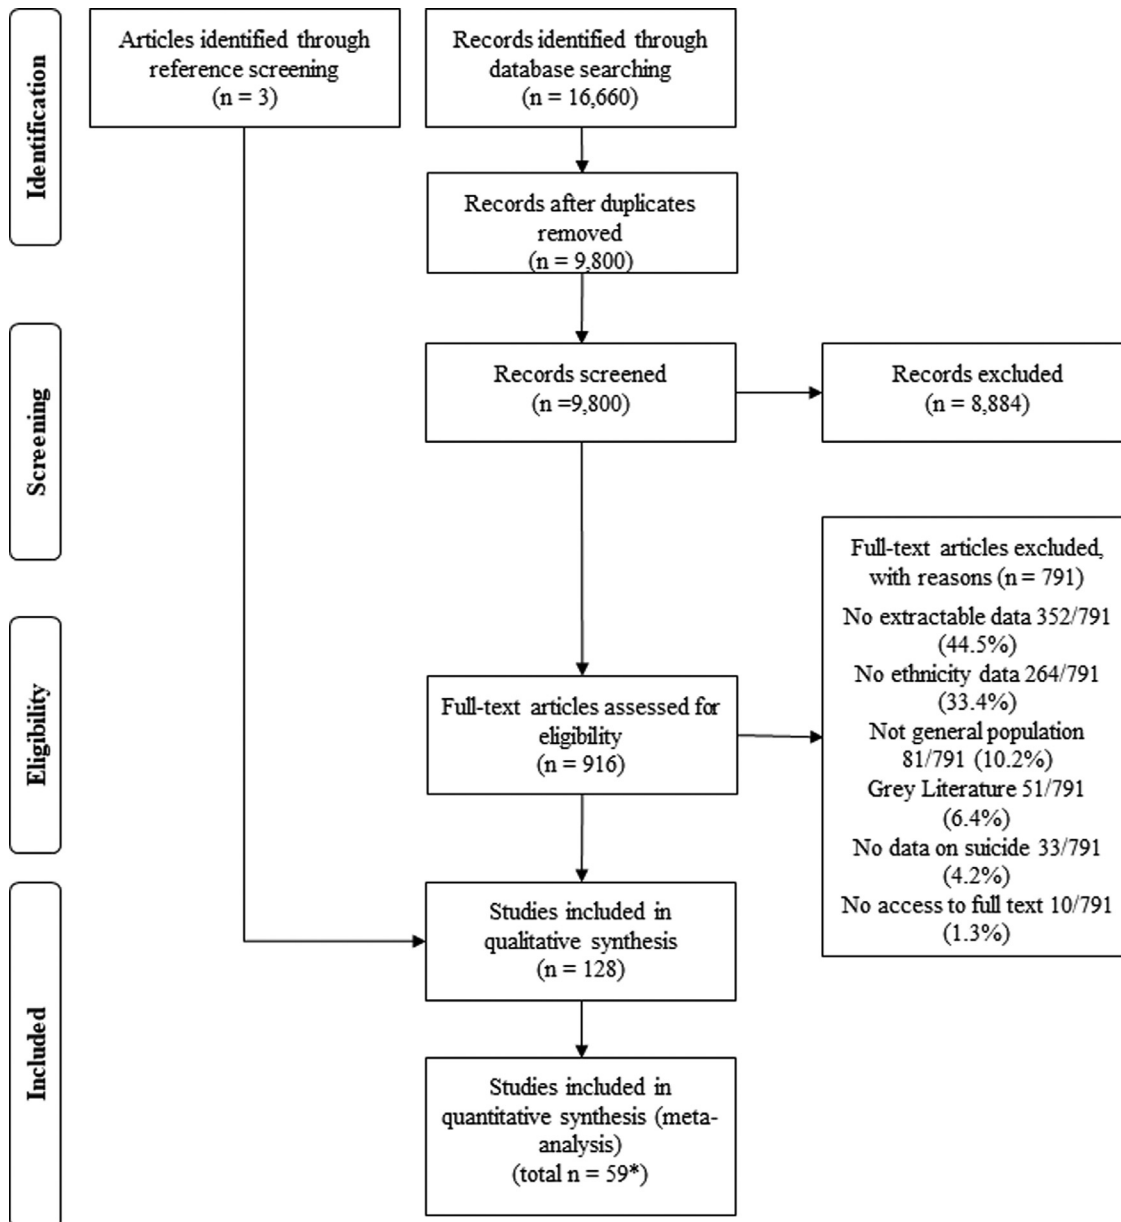 Identification
Articles identified through
reference screening
(n = 3)
Records identified through
database searching
(n = 16,660)
Records after duplicates
removed
(n = 9,800)
Screening
Records screened
(n =9,800)
Records excluded
(n = 8,884)
Eligibility
Full-text articles assessed for
eligibility
(n = 916)
Full-text articles excluded,
with reasons (n = 791)
No extractable data 352/791
(44.5%)
No ethnicity data 264/791
(33.4%)
Not general population
81/791 (10.2%)
Grey Literature 51/791
(6.4%)
No data on suicide 33/791
(4.2%)
No access to full text 10/791
(1.3%)
Included
Studies included in
qualitative synthesis
(n = 128)
Studies included in
quantitative synthesis (meta-
analysis)
(total n = 59*)